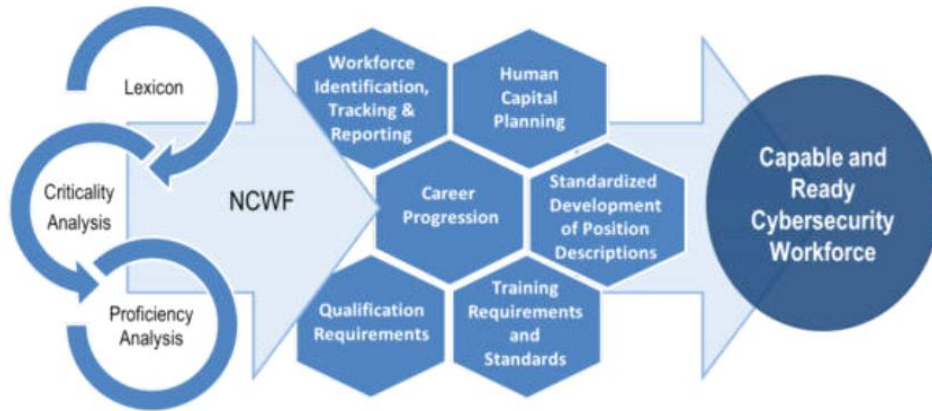 Lexicon
Criticality
Analysis
Proficiency
Analysis
NCWF
Workforce
Identification,
Tracking &
Reporting
Human
Capital
Planning
Career
Progression
Standardized
Development
of Position
Descriptions
Qualification
Requirements
Training
Requirements
and
Standards
Capable and
Ready
Cybersecurity
Workforce